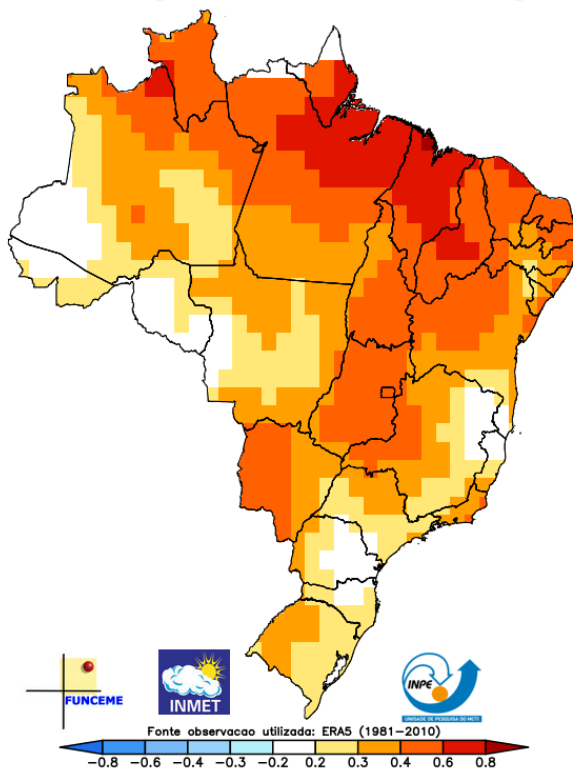 FUNCEME
INMET
INPE
UNIDADE DE PESQUISA DO MCTI
Fonte observacao utilizada: ERA5 (1981-2010)
-0.8 -0.6 -0.4 -0.3 -0.2 0.2 0.3 0.4 0.6 0.8